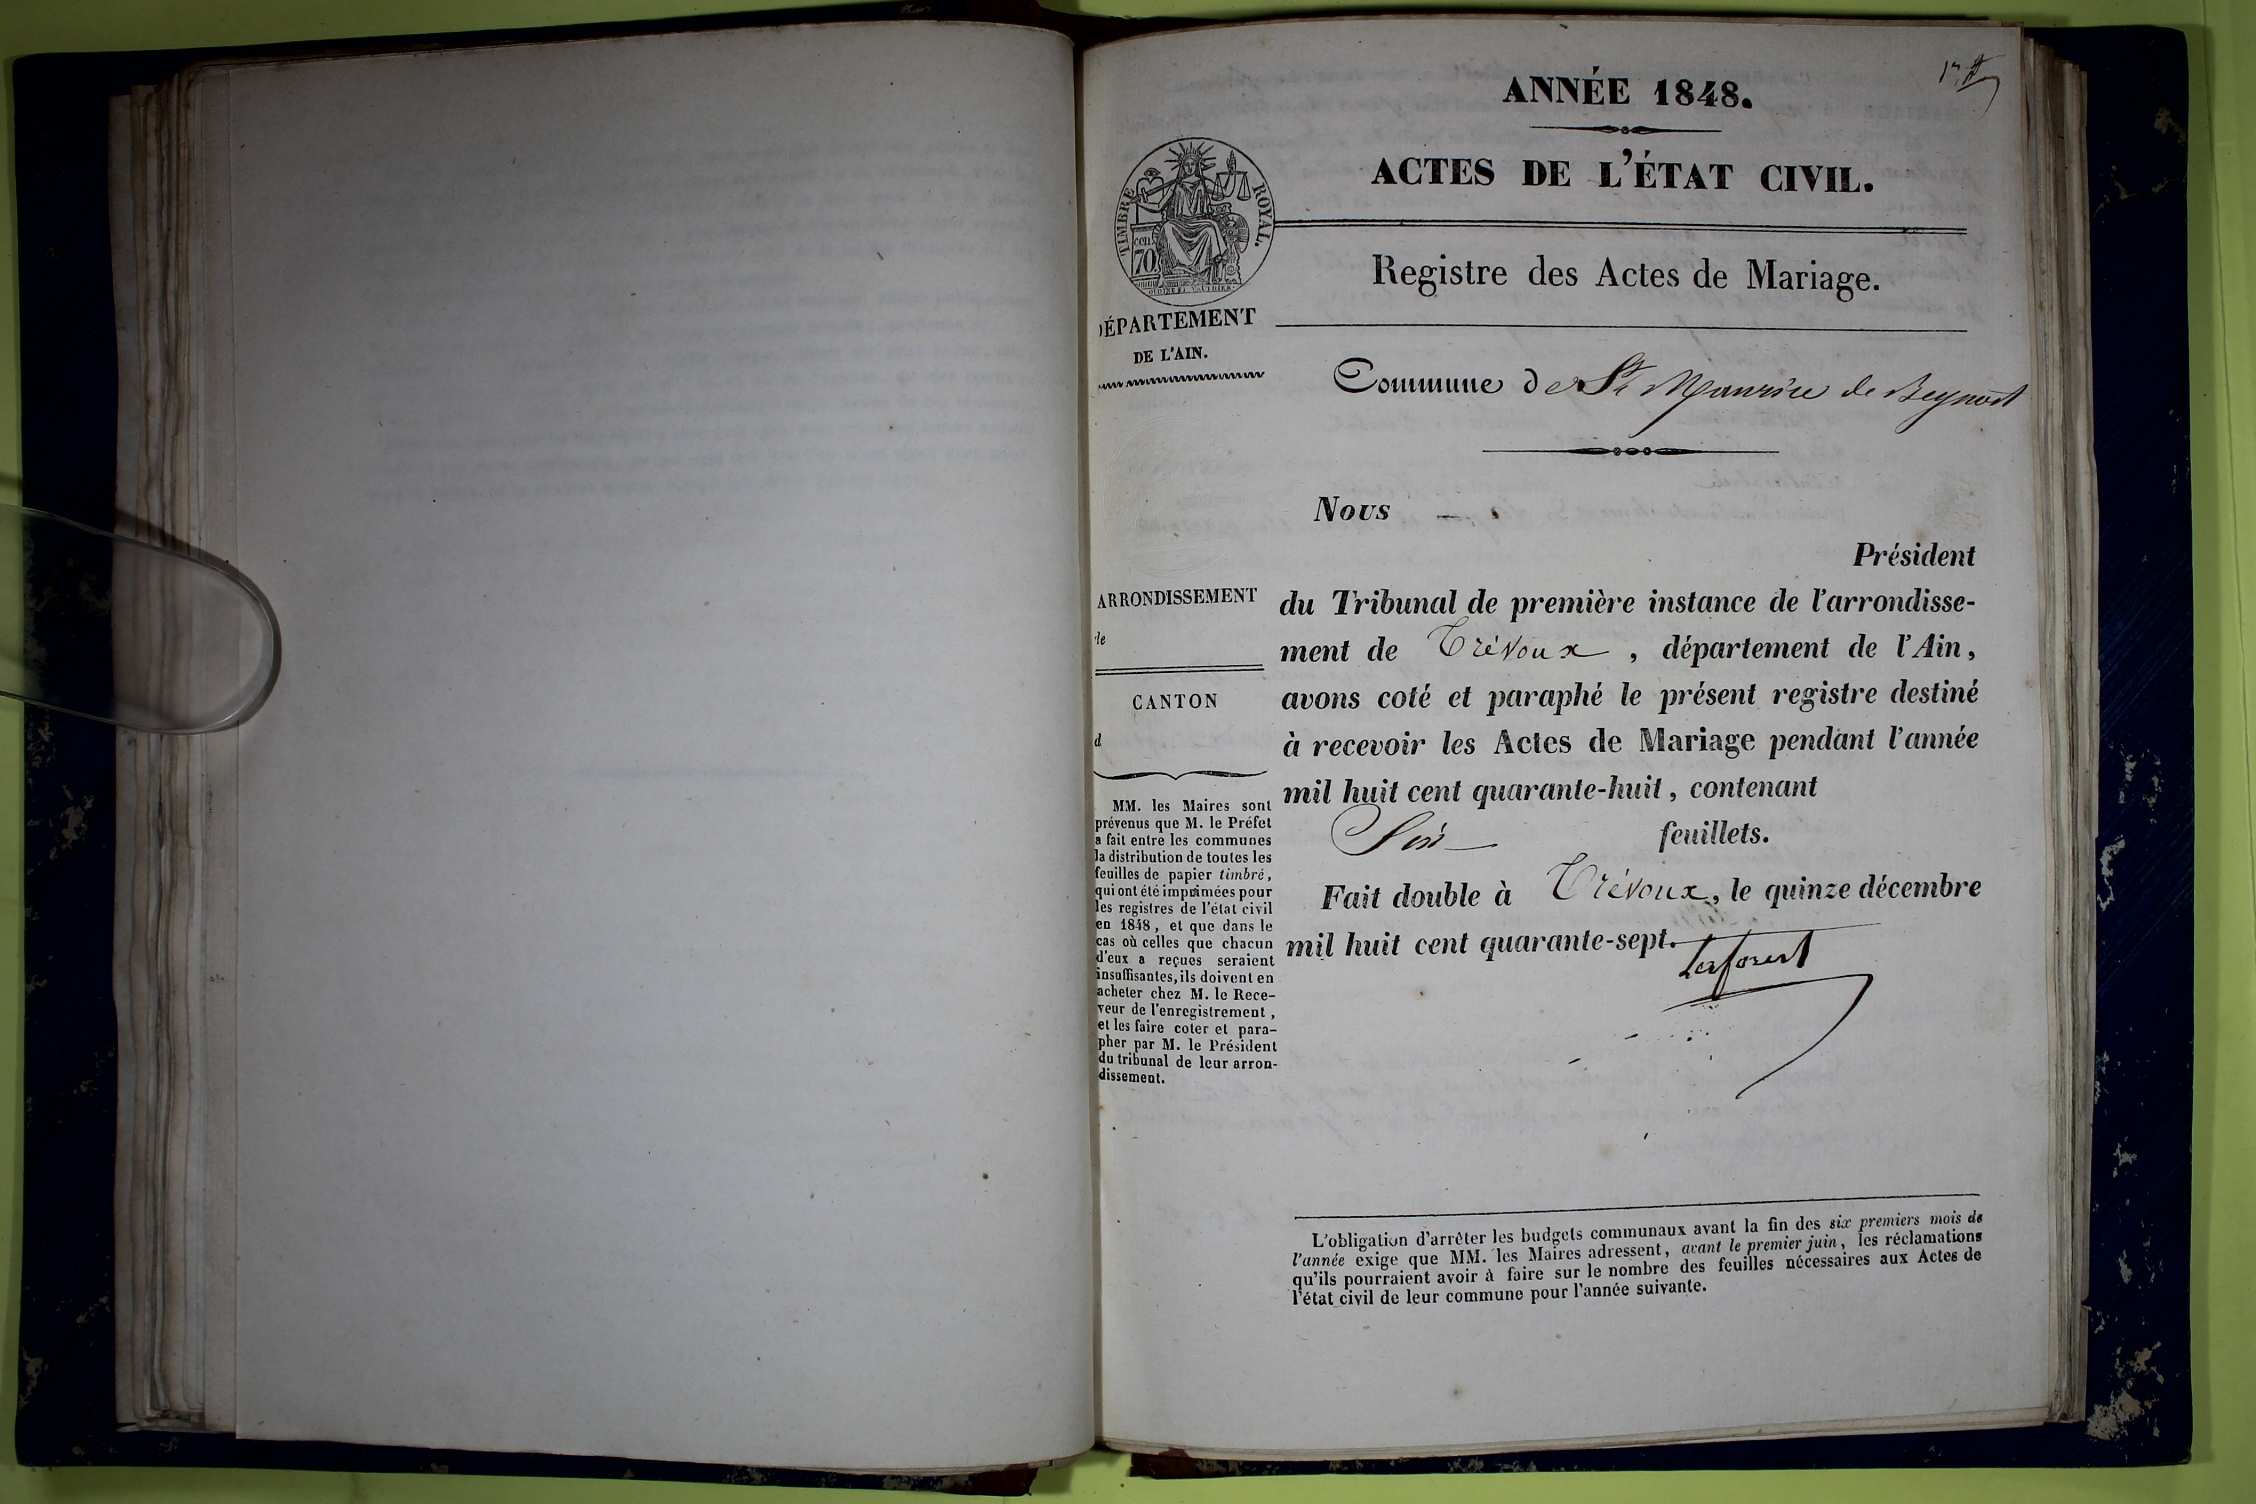 ANNÉE 1848.
ACTES DE L'ÉTAT CIVIL.
TIMBRE ROYAL.
70
Registre des Actes de Mariage.
DÉPARTEMENT
DE L'AIN.
Commune de St Maurice de Beynost
Nous
Président
ARRONDISSEMENT
de
CANTON
d
du Tribunal de première instance de l'arrondisse-
ment de Trévoux, département de l'Ain,
avons coté et paraphé le présent registre destiné
à recevoir les Actes de Mariage pendant l'année
mil huit cent quarante-huit, contenant
Six feuillets.
Fait double à Trévoux, le quinze décembre
mil huit cent quarante-sept.
MM. les Maires sont
prévenus que M. le Préfet
a fait entre les communes
la distribution de toutes les
feuilles de papier timbré,
qui ont été imprimées pour
les registres de l'état civil
en 1848, et que dans le
cas où celles que chacun
d'eux a reçues seraient
insuffisantes, ils doivent en
acheter chez M. le Rece-
veur de l'enregistrement,
et les faire coter et para-
pher par M. le Président
du tribunal de leur arron-
dissement.
L'obligation d'arrêter les budgets communaux avant la fin des six premiers mois de
l'année exige que MM. les Maires adressent, avant le premier juin, les réclamations
qu'ils pourraient avoir à faire sur le nombre des feuilles nécessaires aux Actes de
l'état civil de leur commune pour l'année suivante.